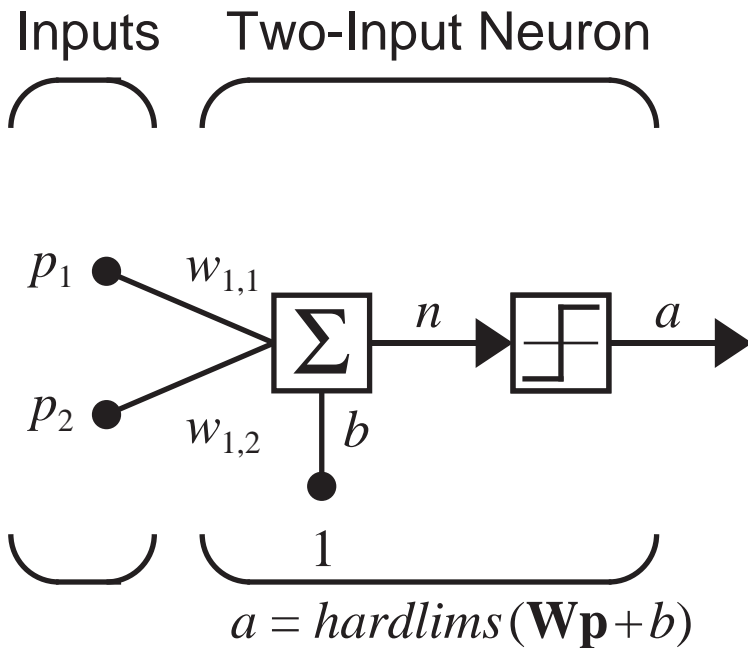 Inputs Two-Input Neuron
p₁ w₁,₁
Σ n a
p₂ w₁,₂ b
1
a = hardlims(Wp+b)